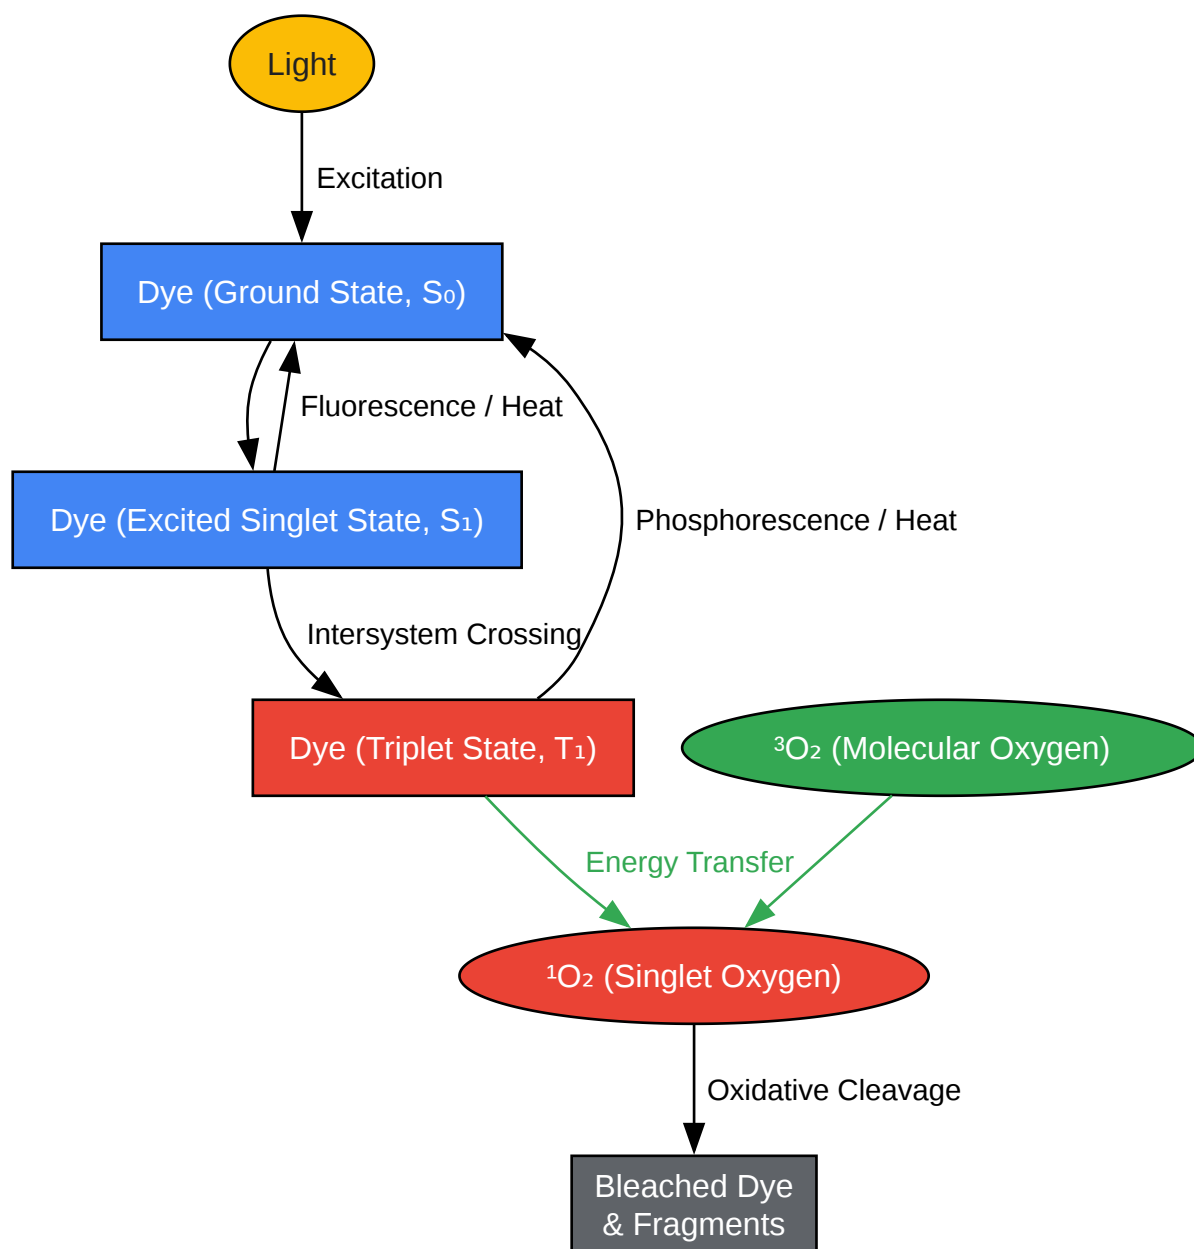 Light
Excitation
Dye (Ground State, S₀)
Fluorescence / Heat
Dye (Excited Singlet State, S₁)
Phosphorescence / Heat
Intersystem Crossing
Dye (Triplet State, T₁)
³O₂ (Molecular Oxygen)
Energy Transfer
¹O₂ (Singlet Oxygen)
Oxidative Cleavage
Bleached Dye
& Fragments